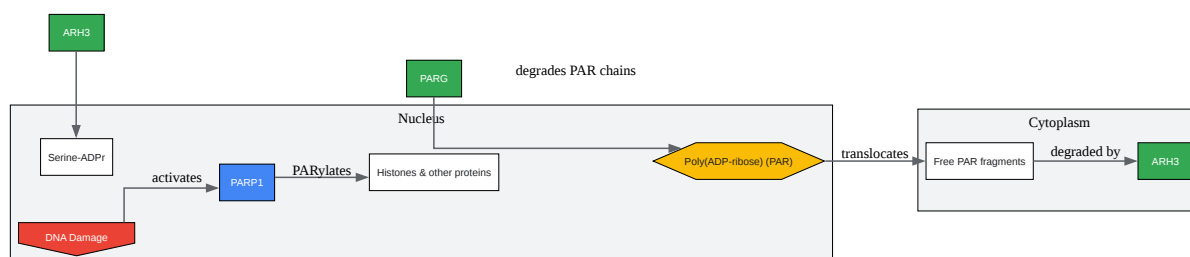 ARH3
PARG
degrades PAR chains
Nucleus
Cytoplasm
Serine-ADPr
Poly(ADP-ribose) (PAR)
translocates
Free PAR fragments
degraded by
ARH3
activates
PARP1
PARylates
Histones & other proteins
DNA Damage